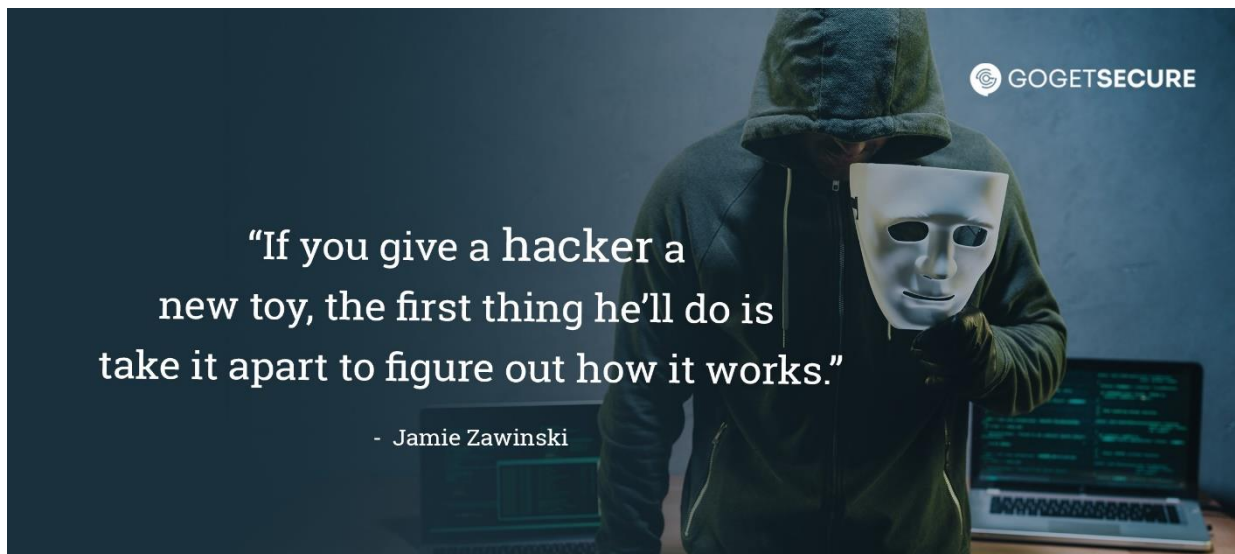 GOGETSECURE
“If you give a hacker a
new toy, the first thing he’ll do is
take it apart to figure out how it works.”
- Jamie Zawinski